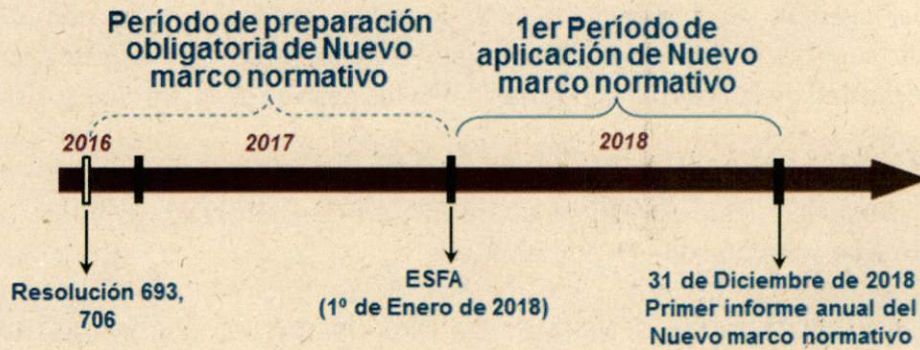 Período de preparación
obligatoria de Nuevo
marco normativo
1er Período de
aplicación de Nuevo
marco normativo
2016
2017
2018
Resolución 693,
706
ESFA
(1º de Enero de 2018)
31 de Diciembre de 2018
Primer informe anual del
Nuevo marco normativo